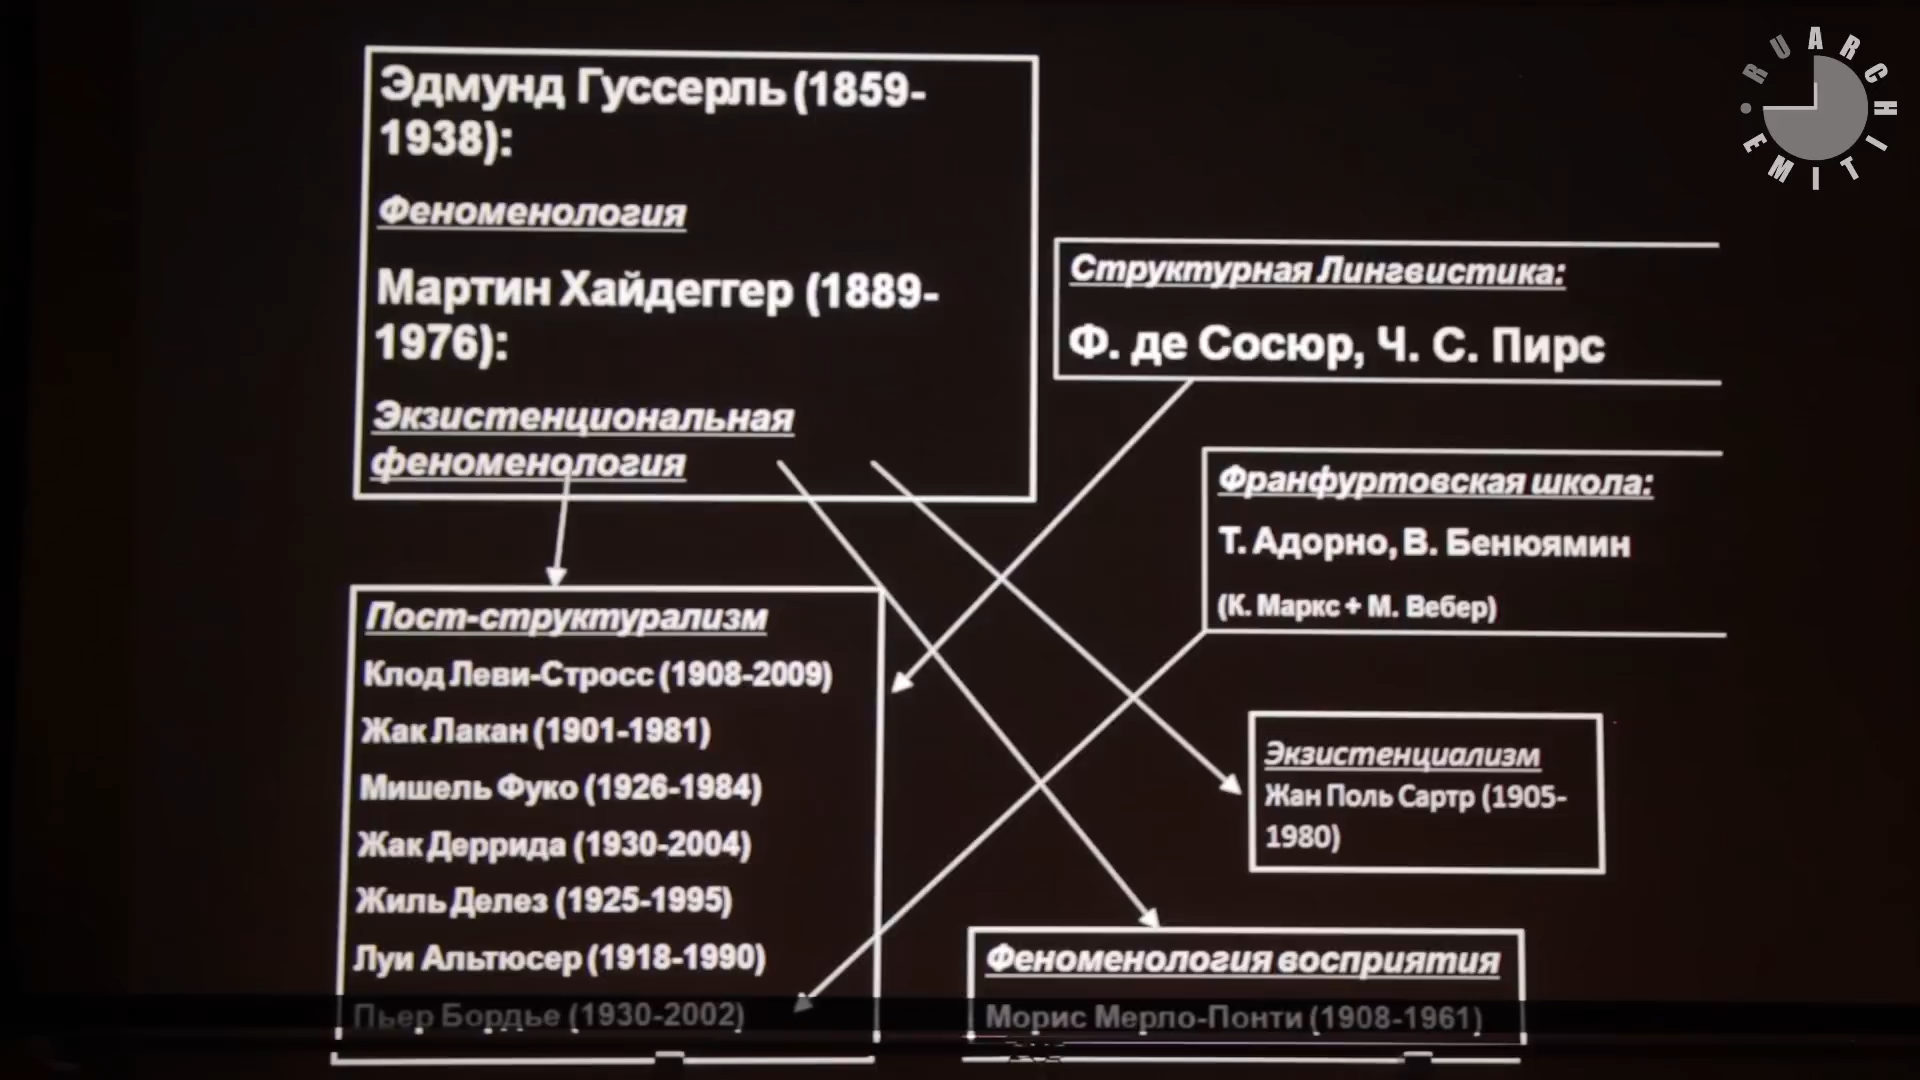 Эдмунд Гуссерль (1859-
1938):
Феноменология
Мартин Хайдеггер (1889-
1976):
Экзистенциональная
феноменология
Структурная Лингвистика:
Ф. де Сосюр, Ч. С. Пирс
Франфуртовская школа:
Т. Адорно, В. Бенюямин
(К. Маркс + М. Вебер)
Пост-структурализм
Клод Леви-Стросс (1908-2009)
Жак Лакан (1901-1981)
Мишель Фуко (1926-1984)
Жак Деррида (1930-2004)
Жиль Делез (1925-1995)
Луи Альтюсер (1918-1990)
Пьер Бордье (1930-2002)
Экзистенциализм
Жан Поль Сартр (1905-
1980)
Феноменология восприятия
Морис Мерло-Понти (1908-1961)
ARCHITIME.RU